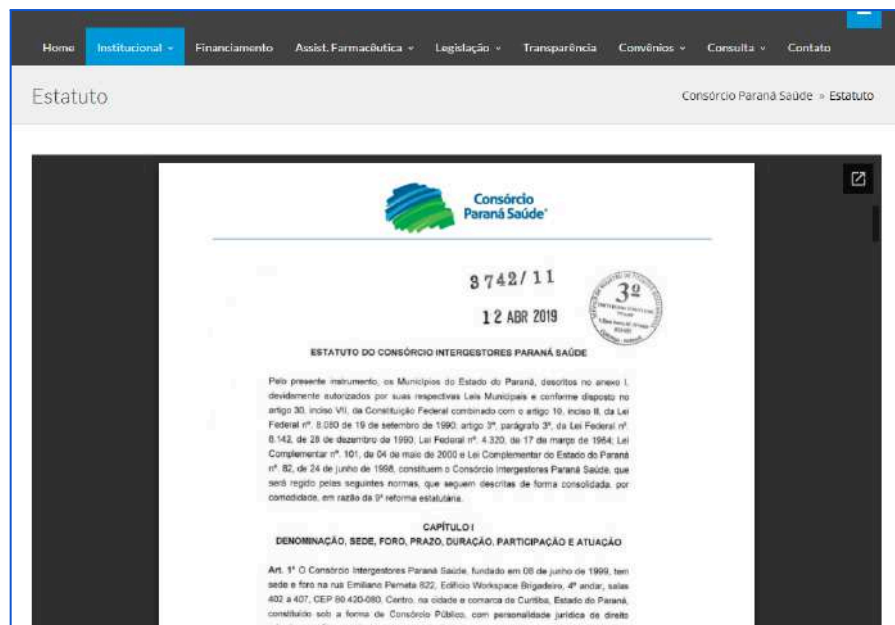 Home Institucional Financiamento Assist. Farmacêutica Legislação Transparência Convênios Consulta Contato
Estatuto
Consórcio Paraná Saúde » Estatuto
Consórcio
Paraná Saúde
3742/11
12 ABR 2019
3º
ESTATUTO DO CONSÓRCIO INTERGESTORES PARANÁ SAÚDE
Pelo presente instrumento, os Municípios do Estado do Paraná, descritos no anexo I,
devidamente autorizados por suas respectivas Leis Municipais e conforme disposto no
artigo 30, inciso VII, da Constituição Federal combinado com o artigo 10, inciso II, da Lei
Federal nº. 8.080 de 19 de setembro de 1990; artigo 3º, parágrafo 3º, da Lei Federal nº.
8.142, de 28 de dezembro de 1990; Lei Federal nº. 4.320, de 17 de março de 1964; Lei
Complementar nº. 101, de 04 de maio de 2000 e Lei Complementar do Estado do Paraná
nº. 82, de 24 de junho de 1998, constituem o Consórcio Intergestores Paraná Saúde, que
será regido pelas seguintes normas, que seguem descritas de forma consolidada, por
comodidade, em razão da 9ª reforma estatutária.
CAPÍTULO I
DENOMINAÇÃO, SEDE, FORO, PRAZO, DURAÇÃO, PARTICIPAÇÃO E ATUAÇÃO
Art. 1º O Consórcio Intergestores Paraná Saúde, fundado em 08 de junho de 1999, tem
sede e foro na rua Emiliano Perneta 822, Edifício Workspace Brigadeiro, 4º andar, salas
402 a 407, CEP 80.420-080, Centro, na cidade e comarca de Curitiba, Estado do Paraná,
constituído sob a forma de Consórcio Público, com personalidade jurídica de direito